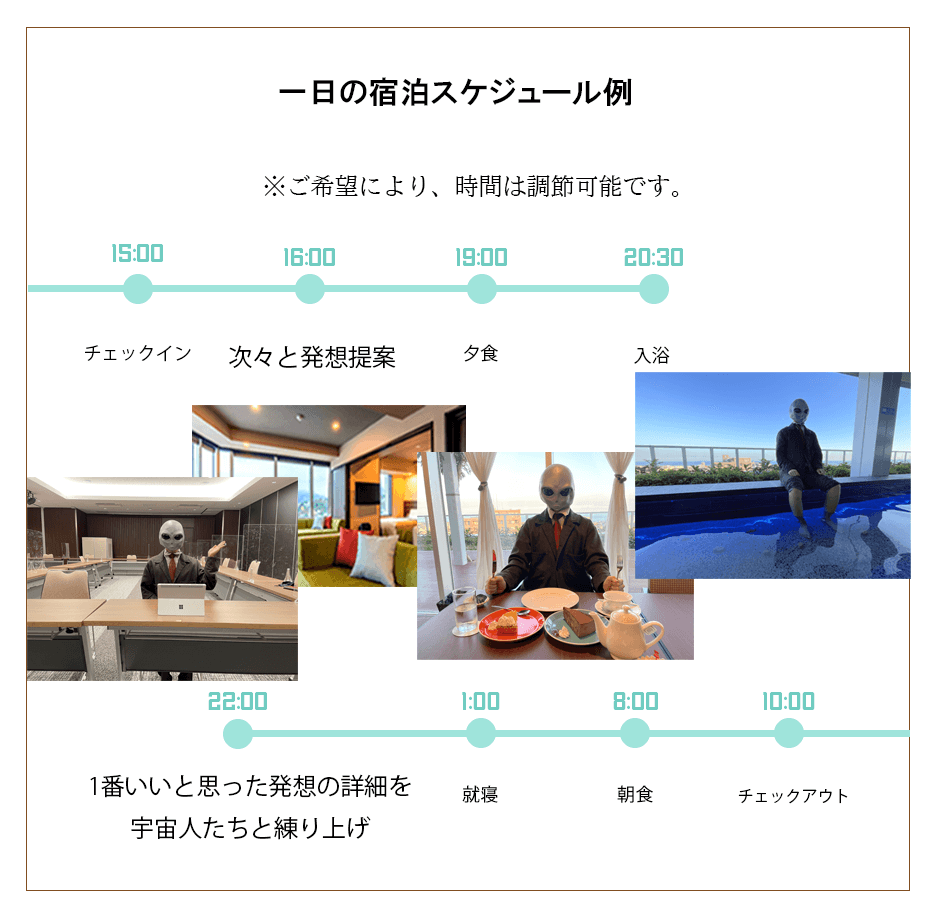 一日の宿泊スケジュール例
※ご希望により、時間は調節可能です。
15:00 16:00 19:00 20:30
チェックイン 次々と発想提案 夕食 入浴
22:00 1:00 8:00 10:00
1番いいと思った発想の詳細を
宇宙人たちと練り上げ
就寝 朝食 チェックアウト